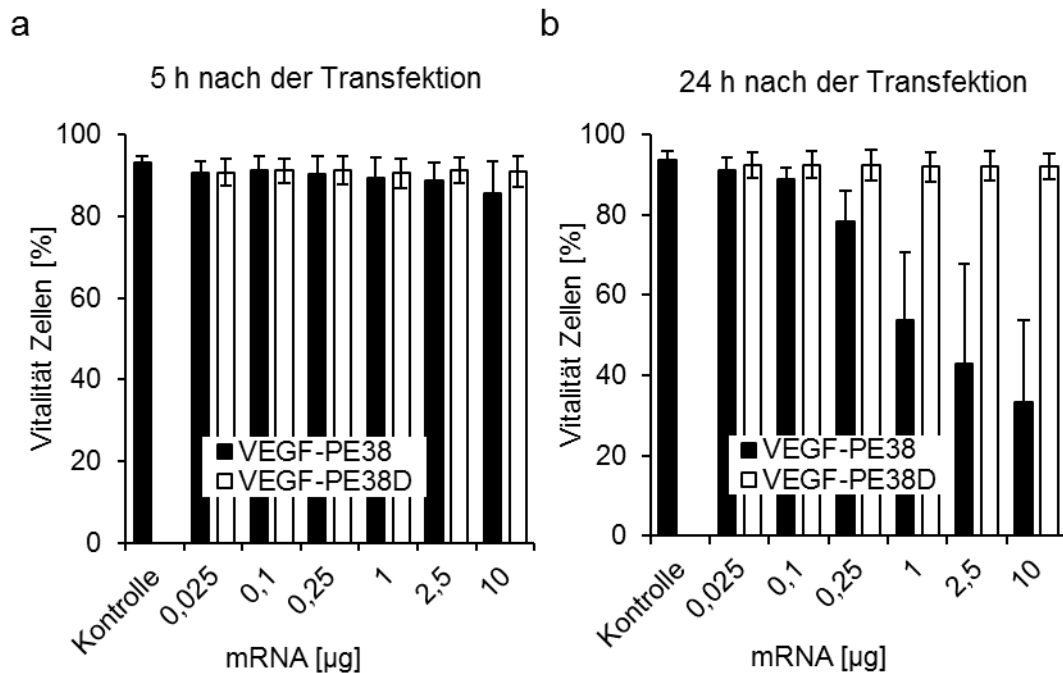 a
5 h nach der Transfektion
100
80
60
40
20
0
Vitalität Zellen [%]
VEGF-PE38
VEGF-PE38D
Kontrolle
0,025
0,1
0,25
1
2,5
10
mRNA [µg]
b
24 h nach der Transfektion
100
80
60
40
20
0
Vitalität Zellen [%]
VEGF-PE38
VEGF-PE38D
Kontrolle
0,025
0,1
0,25
1
2,5
10
mRNA [µg]